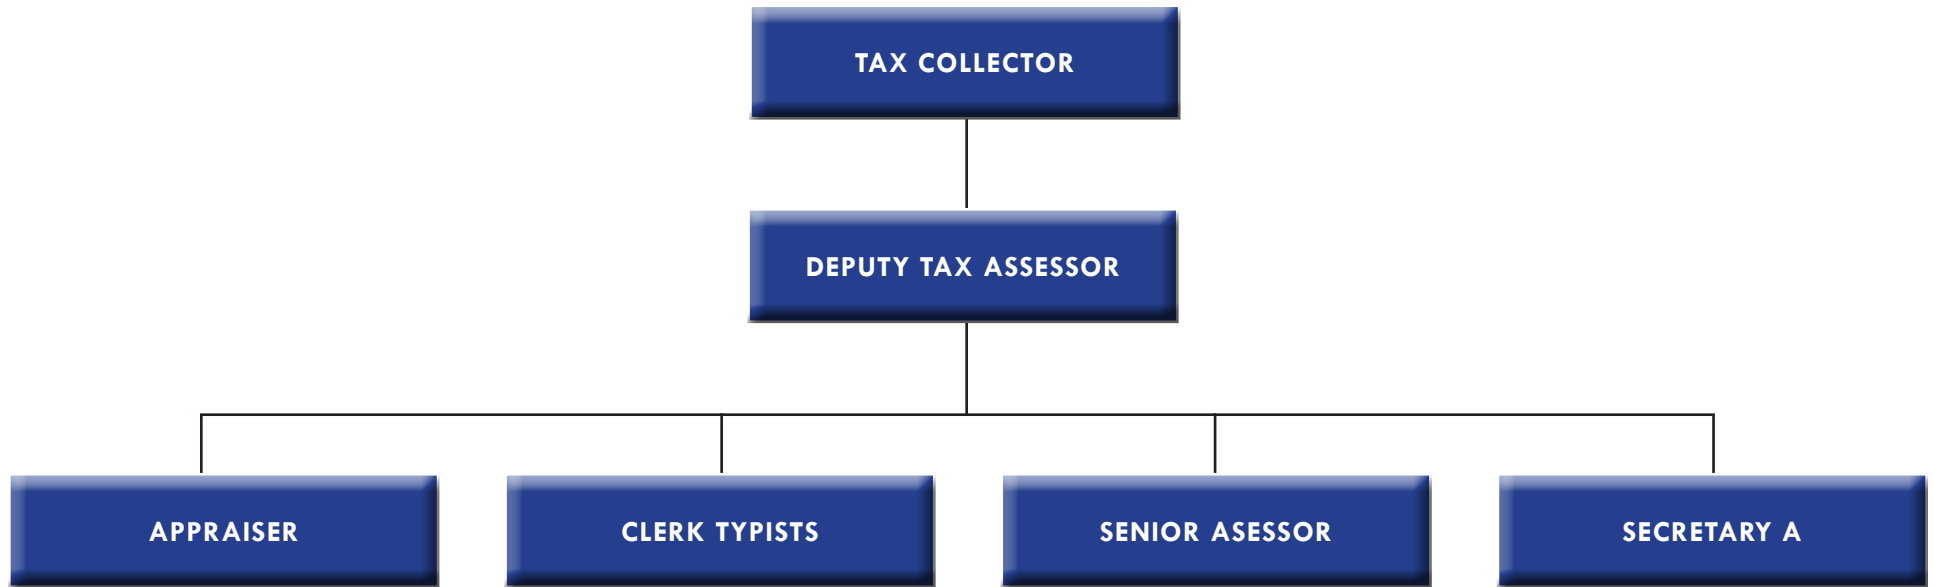 TAX COLLECTOR
DEPUTY TAX ASSESSOR
APPRAISER
CLERK TYPISTS
SENIOR ASESSOR
SECRETARY A